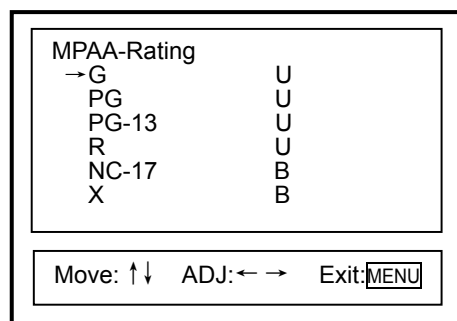 MPAA-Rating
→G U
PG U
PG-13 U
R U
NC-17 B
X B
Move: ↑↓ ADJ:← → Exit:MENU